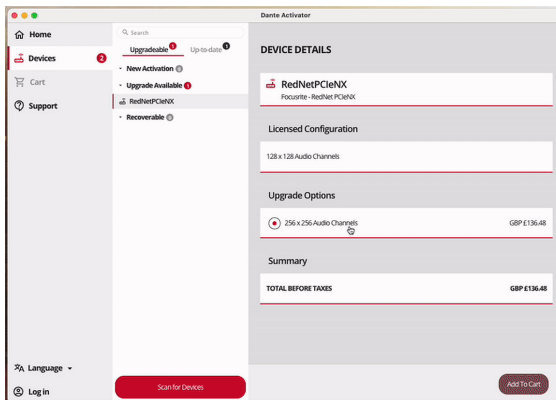 Dante Activator
Home
Devices 2
Cart
Support
Language
Log in
Search
Upgradeable 1 Up-to-date 1
New Activation 0
Upgrade Available 1
RedNetPCIeNX
Recoverable 0
Scan for Devices
DEVICE DETAILS
RedNetPCIeNX
Focusrite - RedNet PCIeNX
Licensed Configuration
128 x 128 Audio Channels
Upgrade Options
256 x 256 Audio Channels GBP £136.48
Summary
TOTAL BEFORE TAXES GBP £136.48
Add To Cart